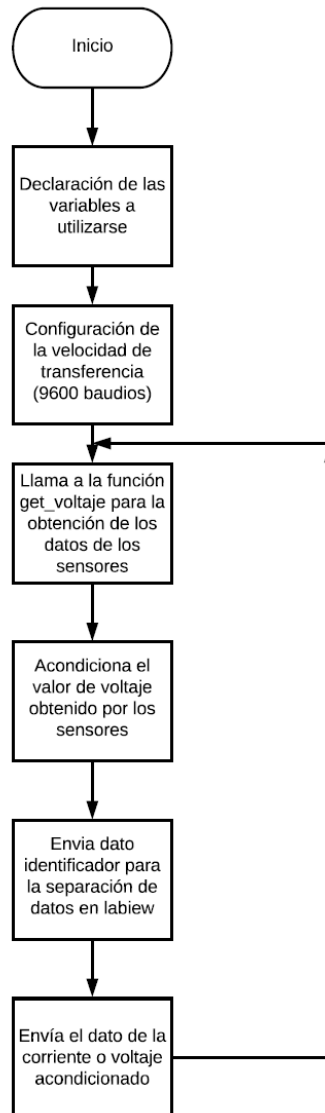 Inicio
Declaración de las
variables a
utilizarse
Configuración de
la velocidad de
transferencia
(9600 baudios)
Llama a la función
get_voltaje para la
obtención de los
datos de los
sensores
Acondiciona el
valor de voltaje
obtenido por los
sensores
Envia dato
identificador para
la separación de
datos en labiew
Envía el dato de la
corriente o voltaje
acondicionado